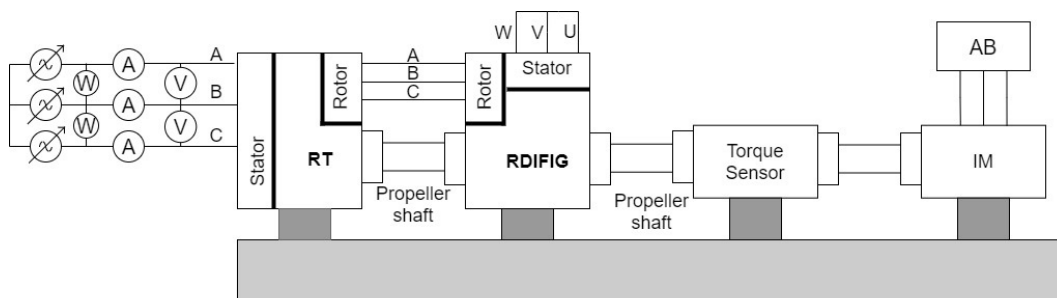 A
B
C
W
W
A
A
A
V
V
Stator
Rotor
RT
A
B
C
Propeller
shaft
Rotor
W V U
Stator
RDIFIG
Propeller
shaft
Torque
Sensor
AB
IM